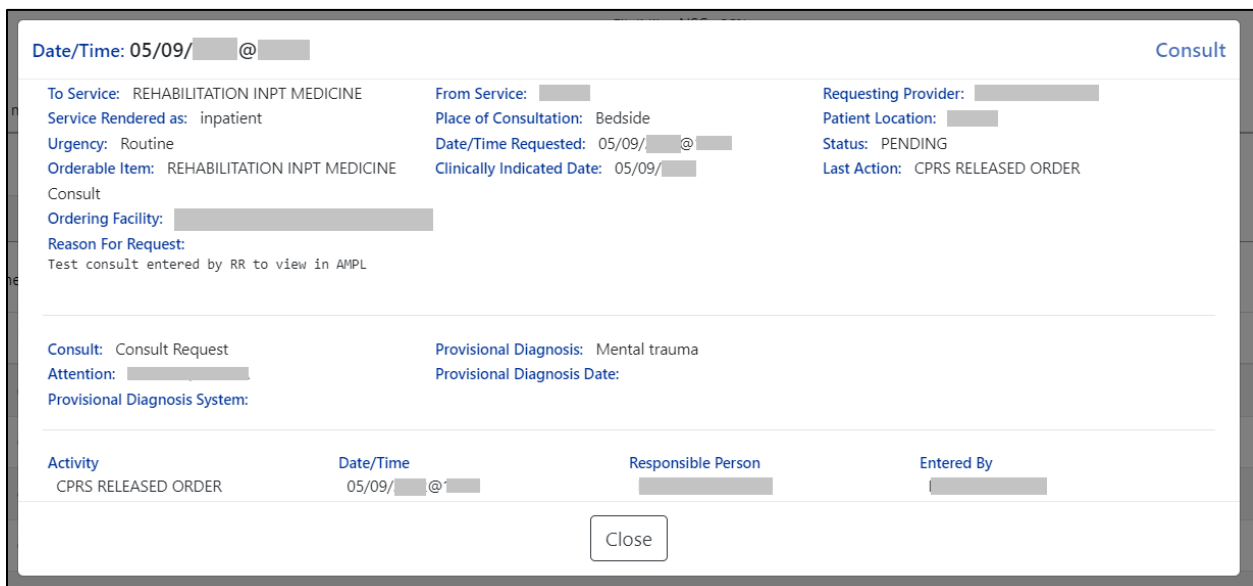 Date/Time: 05/09/ @ Consult
To Service: REHABILITATION INPT MEDICINE From Service: Requesting Provider:
Service Rendered as: inpatient Place of Consultation: Bedside Patient Location:
Urgency: Routine Date/Time Requested: 05/09/ @ Status: PENDING
Orderable Item: REHABILITATION INPT MEDICINE Clinically Indicated Date: 05/09/ Last Action: CPRS RELEASED ORDER
Consult
Ordering Facility:
Reason For Request:
Test consult entered by RR to view in AMPL
Consult: Consult Request Provisional Diagnosis: Mental trauma
Attention: Provisional Diagnosis Date:
Provisional Diagnosis System:
Activity Date/Time Responsible Person Entered By
CPRS RELEASED ORDER 05/09/ @
Close